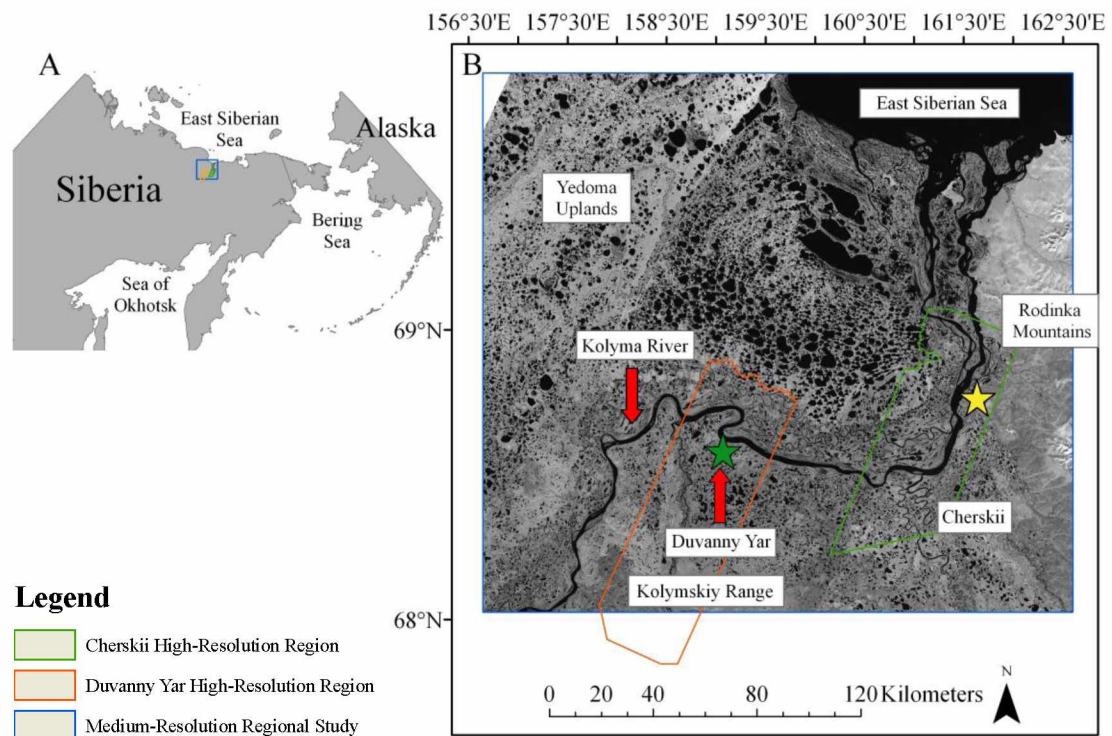 156°30'E 157°30'E 158°30'E 159°30'E 160°30'E 161°30'E 162°30'E
A
B
East Siberian
Sea
Alaska
Siberia
Bering
Sea
Sea of
Okhotsk
East Siberian Sea
Yedoma
Uplands
Rodinka
Mountains
69°N
Kolyma River
Cherskii
Duvanny Yar
Kolymskiy Range
68°N
Legend
Cherskii High-Resolution Region
Duvanny Yar High-Resolution Region
Medium-Resolution Regional Study
0 20 40 80 120 Kilometers
N